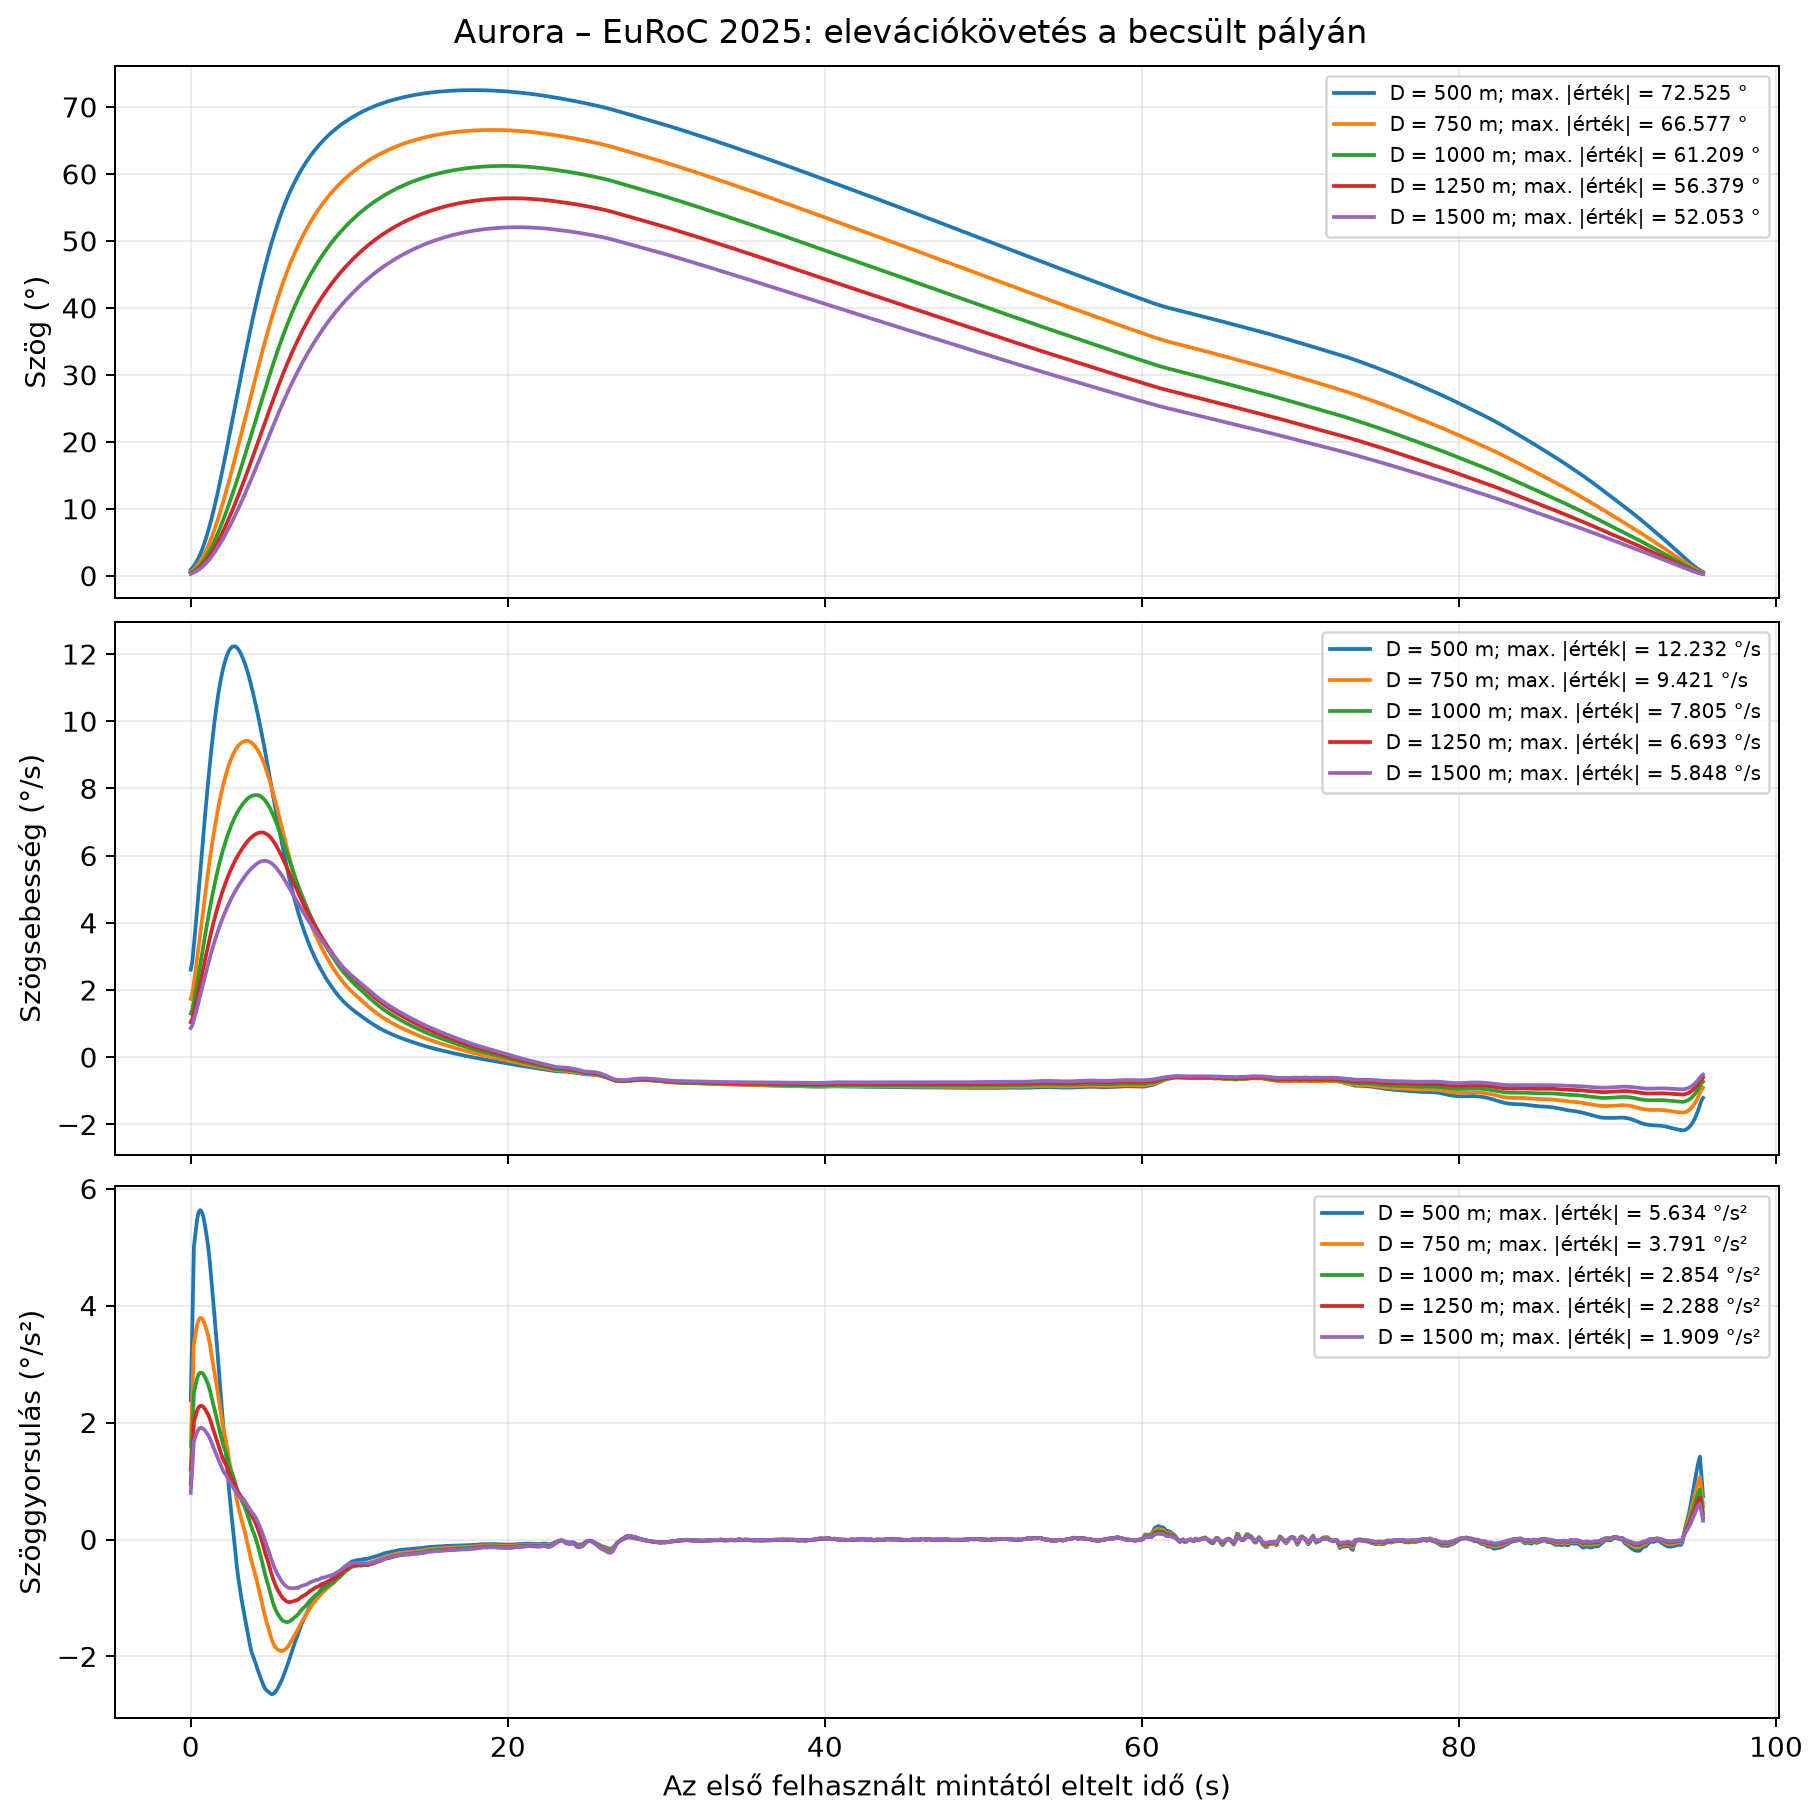 Aurora – EuRoC 2025: elevációkövetés a becsült pályán
Szög (°)
70
60
50
40
30
20
10
0
D = 500 m; max. |érték| = 72.525 °
D = 750 m; max. |érték| = 66.577 °
D = 1000 m; max. |érték| = 61.209 °
D = 1250 m; max. |érték| = 56.379 °
D = 1500 m; max. |érték| = 52.053 °
Szögsebesség (°/s)
12
10
8
6
4
2
0
−2
D = 500 m; max. |érték| = 12.232 °/s
D = 750 m; max. |érték| = 9.421 °/s
D = 1000 m; max. |érték| = 7.805 °/s
D = 1250 m; max. |érték| = 6.693 °/s
D = 1500 m; max. |érték| = 5.848 °/s
Szöggyorsulás (°/s²)
6
4
2
0
−2
D = 500 m; max. |érték| = 5.634 °/s²
D = 750 m; max. |érték| = 3.791 °/s²
D = 1000 m; max. |érték| = 2.854 °/s²
D = 1250 m; max. |érték| = 2.288 °/s²
D = 1500 m; max. |érték| = 1.909 °/s²
0 20 40 60 80 100
Az első felhasznált mintától eltelt idő (s)